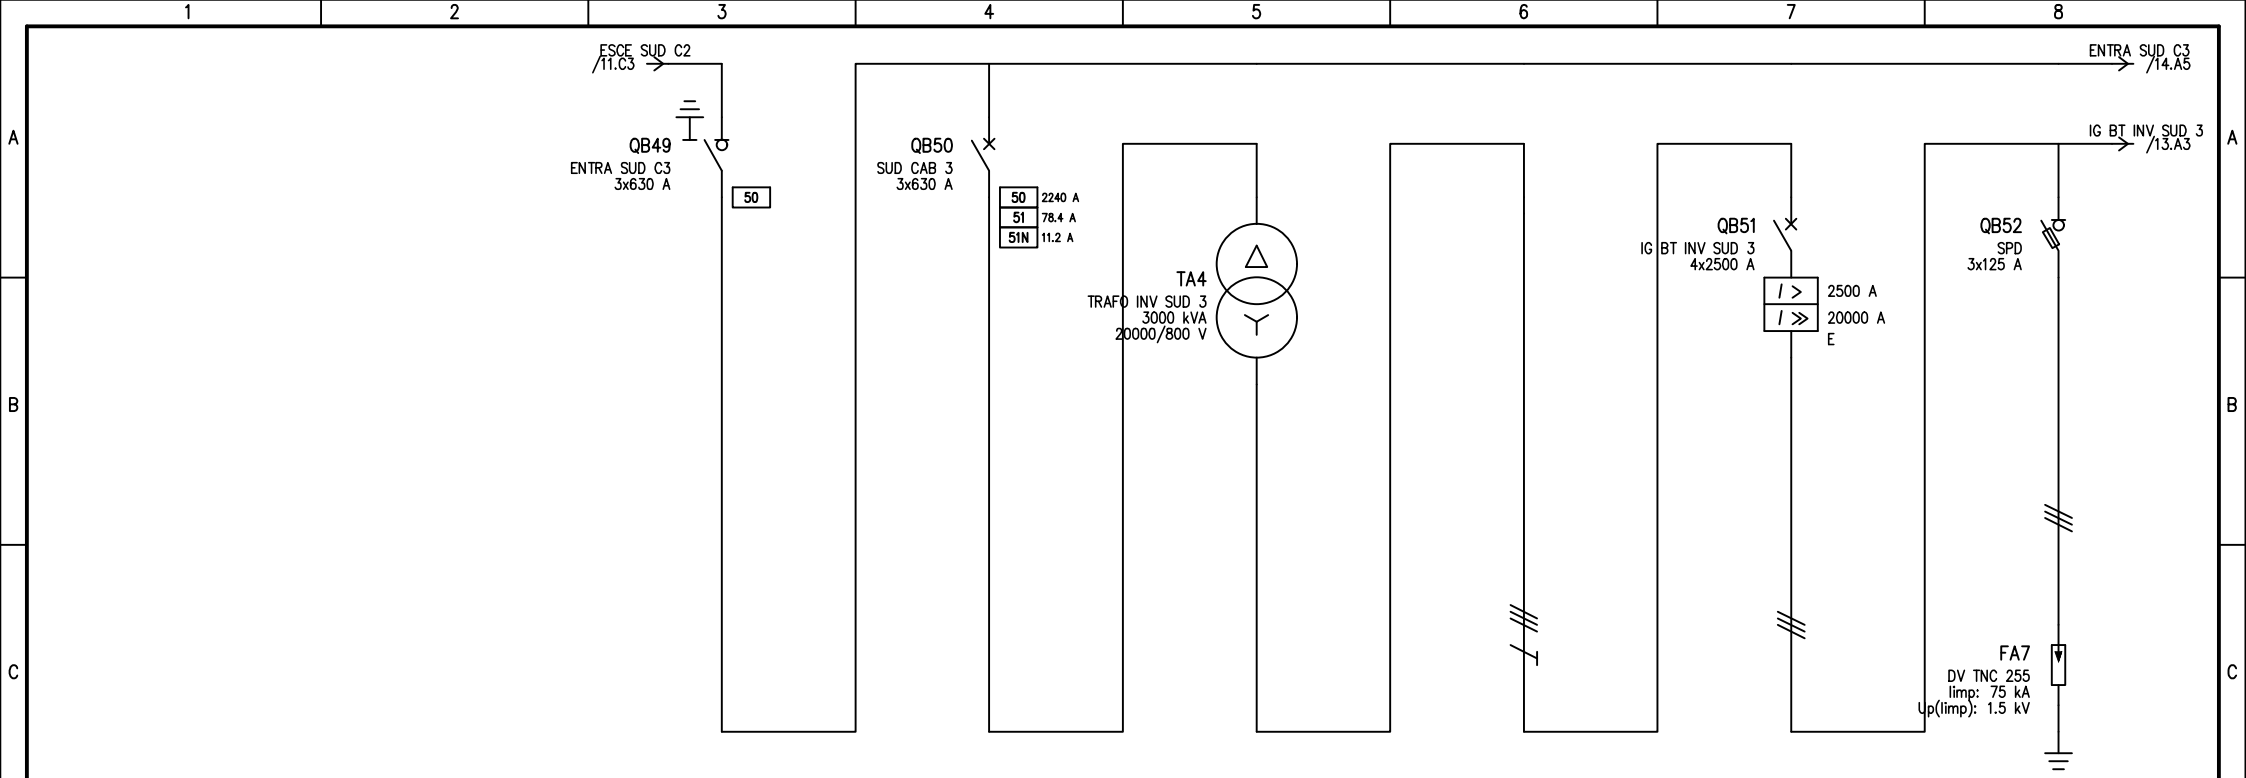 1 2 3 4 5 6 7 8
ESCE SUD C2
/11.C3
ENTRA SUD C3
/14.A5
A
QB49
ENTRA SUD C3
3x630 A
50
QB50
SUD CAB 3
3x630 A
50 2240 A
51 78.4 A
51N 11.2 A
IG BT INV SUD 3
/13.A3
A
TA4
TRAFO INV SUD 3
3000 kVA
20000/800 V
QB51
IG BT INV SUD 3
4x2500 A
I > 2500 A
I >> 20000 A
E
QB52
SPD
3x125 A
B
B
C
FA7
DV TNC 255
Iimp: 75 kA
Up(Iimp): 1.5 kV
C